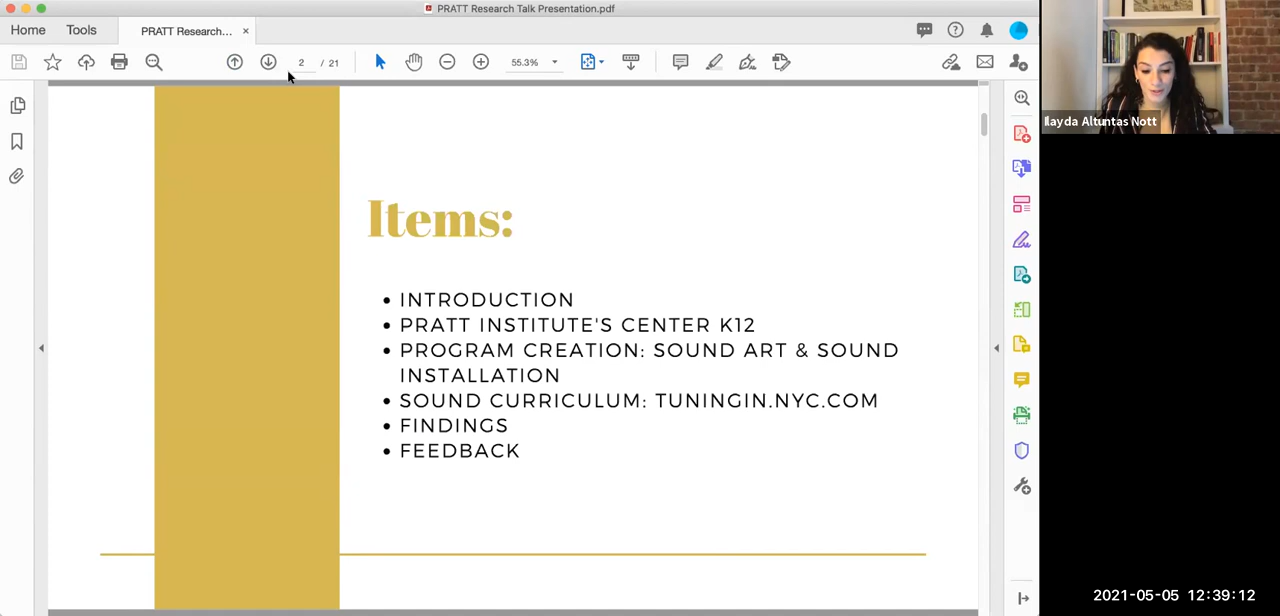 PRATT Research Talk Presentation.pdf
Home
Tools
PRATT Research...
×
2 / 21
55.3%
Ilayda Altuntas Nott
Items:
• INTRODUCTION
• PRATT INSTITUTE'S CENTER K12
• PROGRAM CREATION: SOUND ART & SOUND
INSTALLATION
• SOUND CURRICULUM: TUNINGIN.NYC.COM
• FINDINGS
• FEEDBACK
2021-05-05 12:39:12